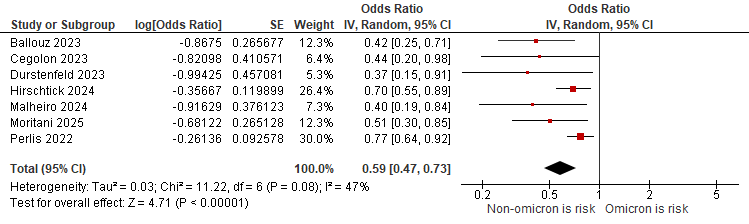 Odds Ratio Odds Ratio
Study or Subgroup log[Odds Ratio] SE Weight IV, Random, 95% CI IV, Random, 95% CI
Ballouz 2023 -0.8675 0.265677 12.3% 0.42 [0.25, 0.71]
Cegolon 2023 -0.82098 0.410571 6.4% 0.44 [0.20, 0.98]
Durstenfeld 2023 -0.99425 0.457081 5.3% 0.37 [0.15, 0.91]
Hirschtick 2024 -0.35667 0.119899 26.4% 0.70 [0.55, 0.89]
Malheiro 2024 -0.91629 0.376123 7.3% 0.40 [0.19, 0.84]
Moritani 2025 -0.68122 0.265128 12.3% 0.51 [0.30, 0.85]
Perlis 2022 -0.26136 0.092578 30.0% 0.77 [0.64, 0.92]
Total (95% CI) 100.0% 0.59 [0.47, 0.73]
Heterogeneity: Tau² = 0.03; Chi² = 11.22, df = 6 (P = 0.08); I² = 47%
Test for overall effect: Z = 4.71 (P < 0.00001)
0.2 0.5 1 2 5
Non-omicron is risk Omicron is risk